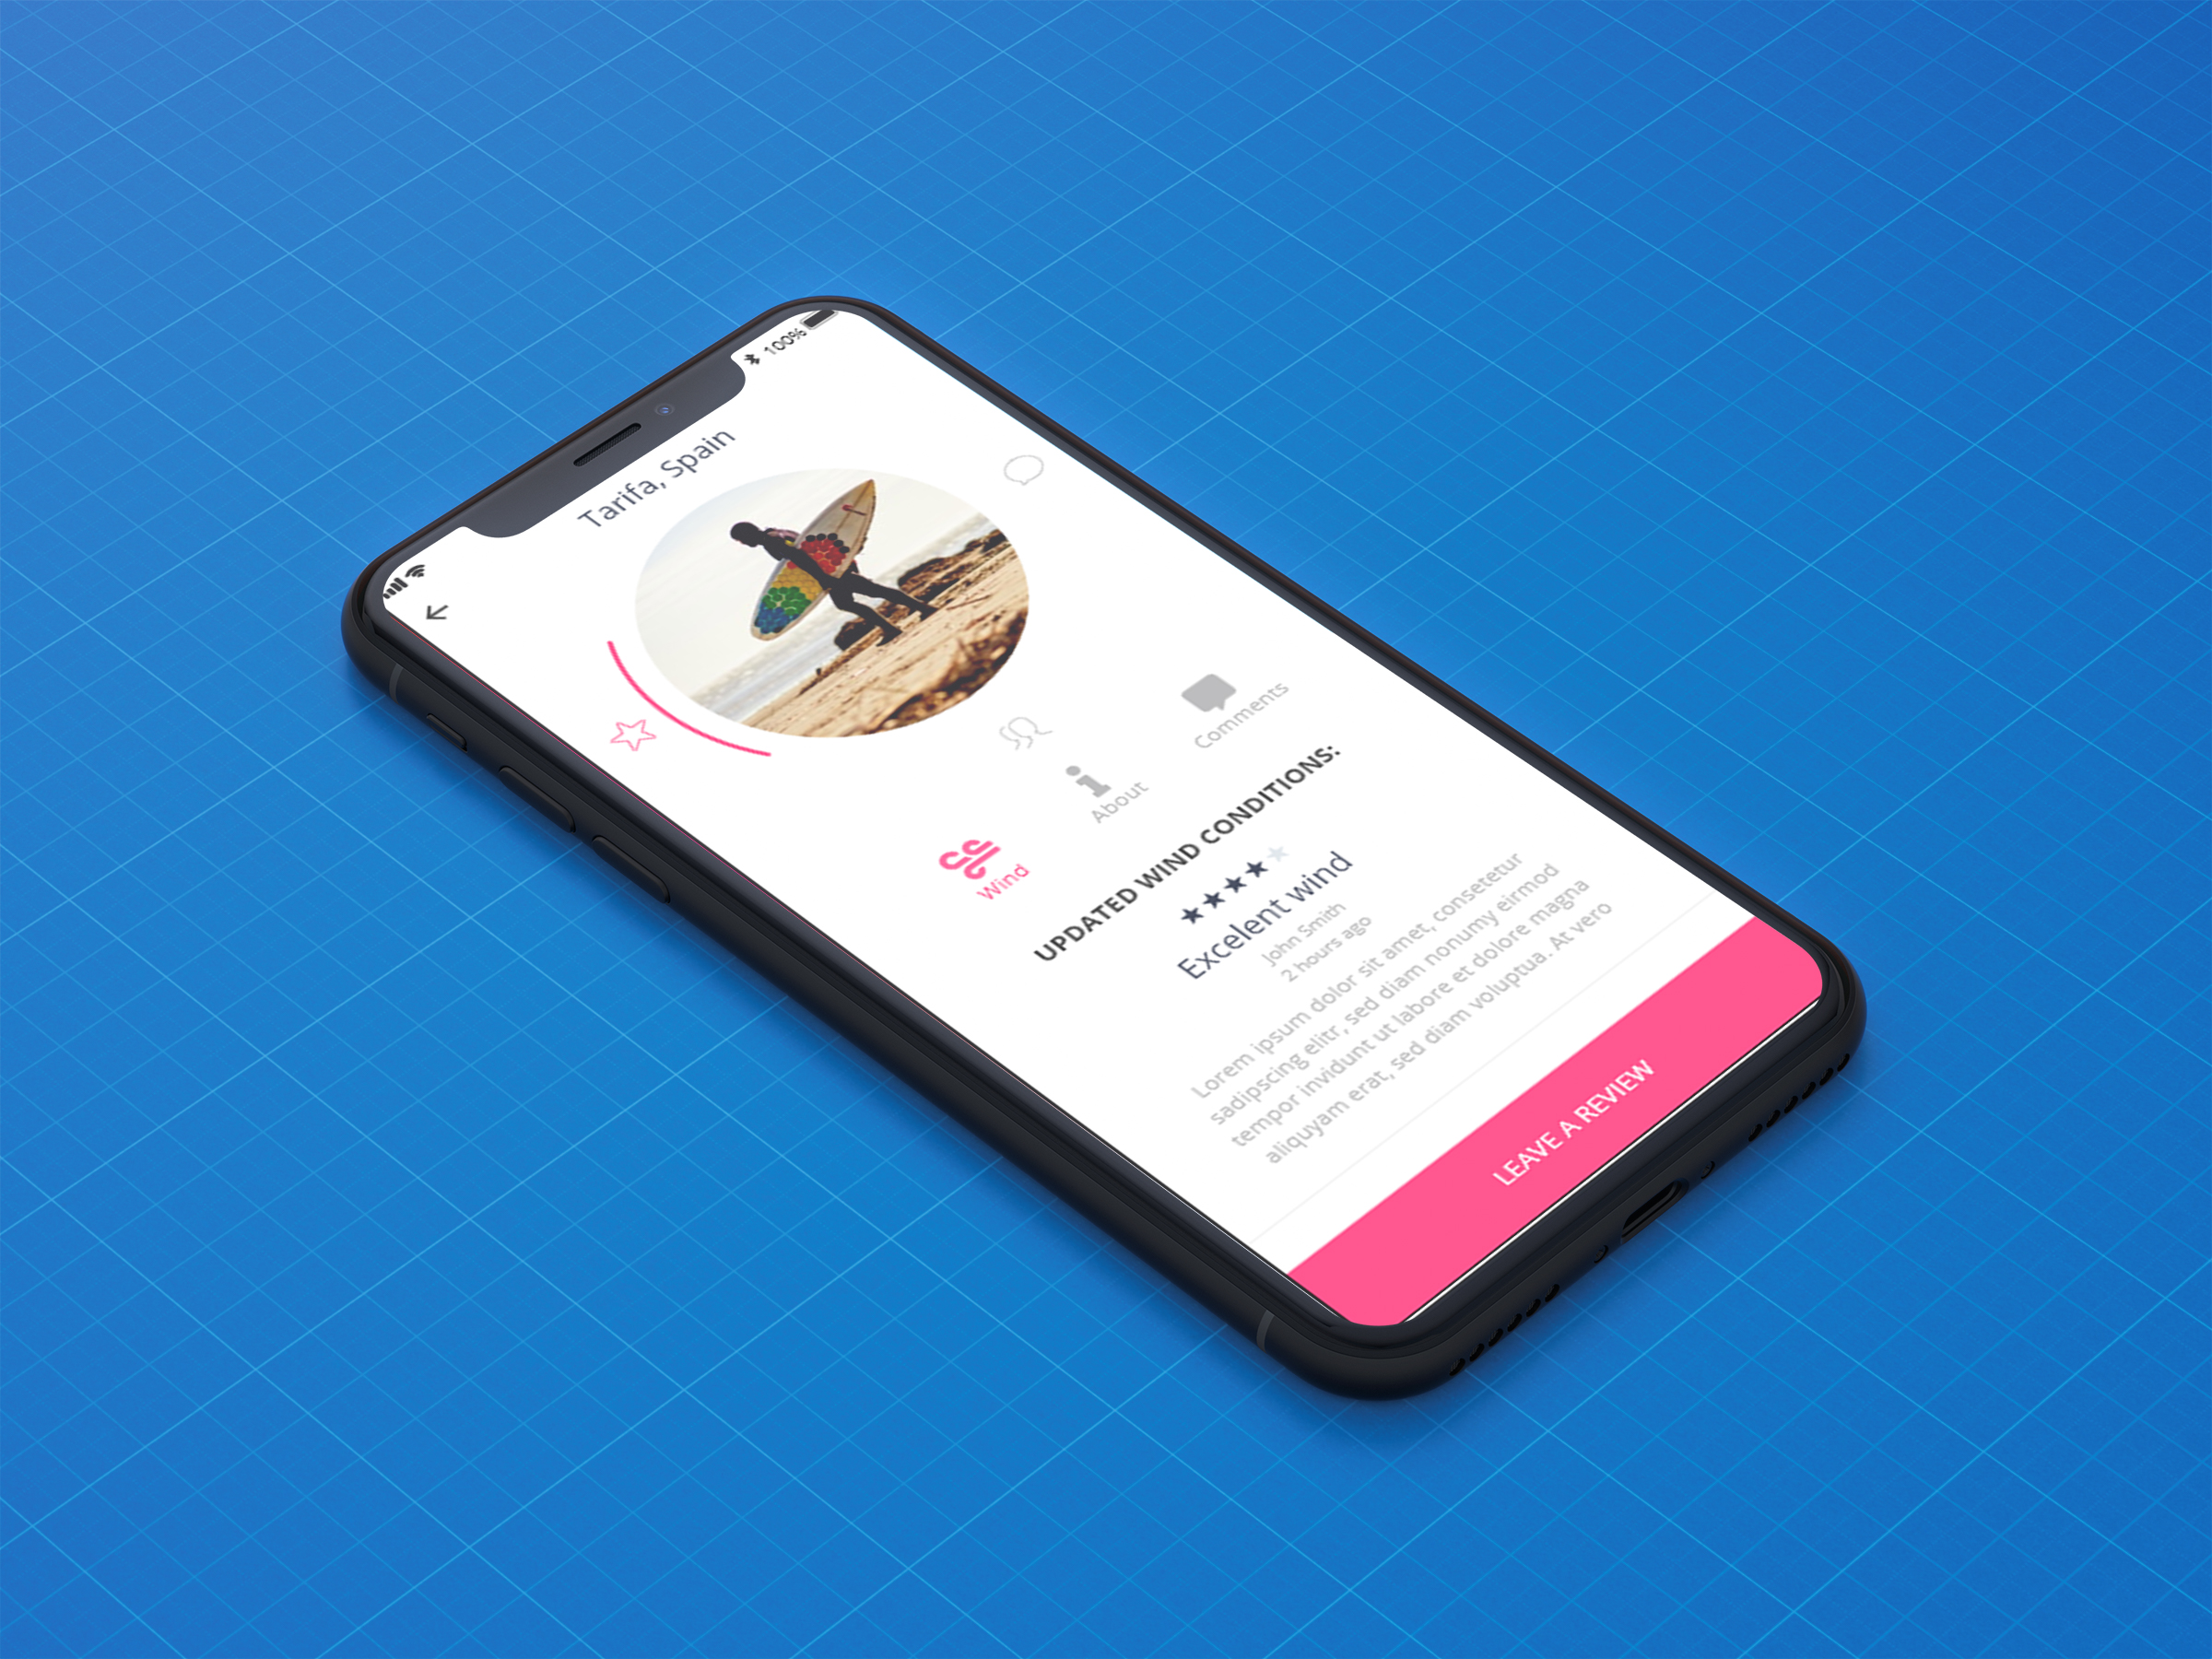 100%
Tarifa, Spain
Wind
About
Comments
UPDATED WIND CONDITIONS:
Excelent wind
John Smith
2 hours ago
Lorem ipsum dolor sit amet, consetetur
sadipscing elitr, sed diam nonumy eirmod
tempor invidunt ut labore et dolore magna
aliquyam erat, sed diam voluptua. At vero
LEAVE A REVIEW